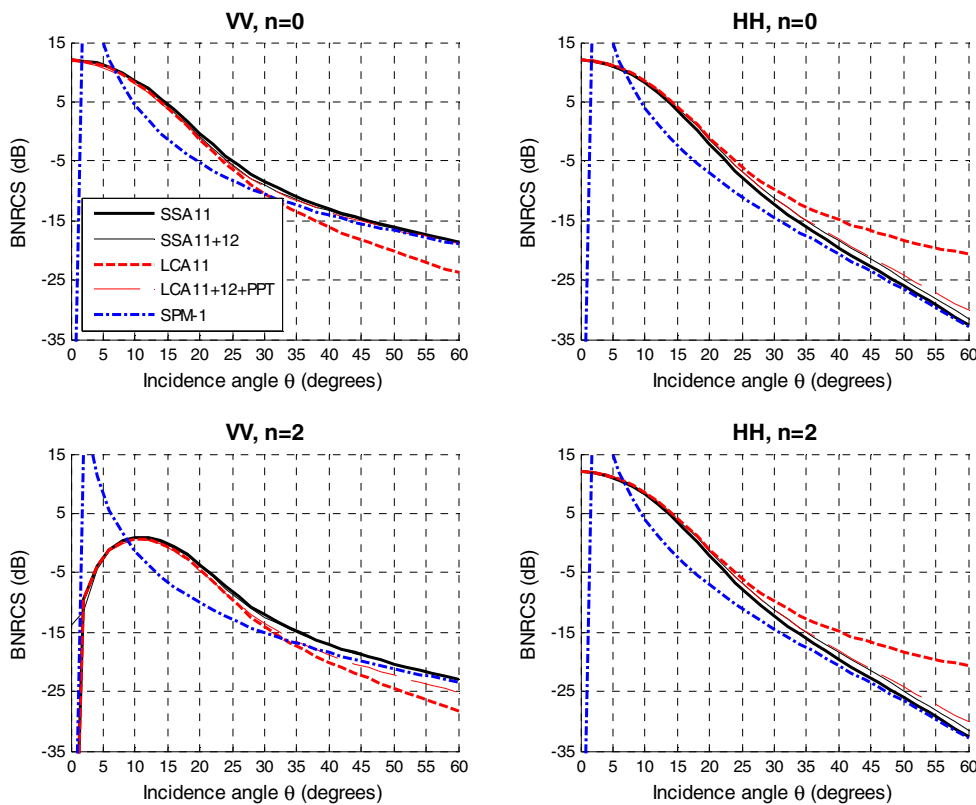 VV, n=0
15
5
-5
-15
-25
-35
BNRCS (dB)
SSA11
SSA11+12
LCA11
LCA11+12+PPT
SPM-1
0 5 10 15 20 25 30 35 40 45 50 55 60
Incidence angle θ (degrees)
HH, n=0
15
5
-5
-15
-25
-35
BNRCS (dB)
0 5 10 15 20 25 30 35 40 45 50 55 60
Incidence angle θ (degrees)
VV, n=2
15
5
-5
-15
-25
-35
BNRCS (dB)
0 5 10 15 20 25 30 35 40 45 50 55 60
Incidence angle θ (degrees)
HH, n=2
15
5
-5
-15
-25
-35
BNRCS (dB)
0 5 10 15 20 25 30 35 40 45 50 55 60
Incidence angle θ (degrees)